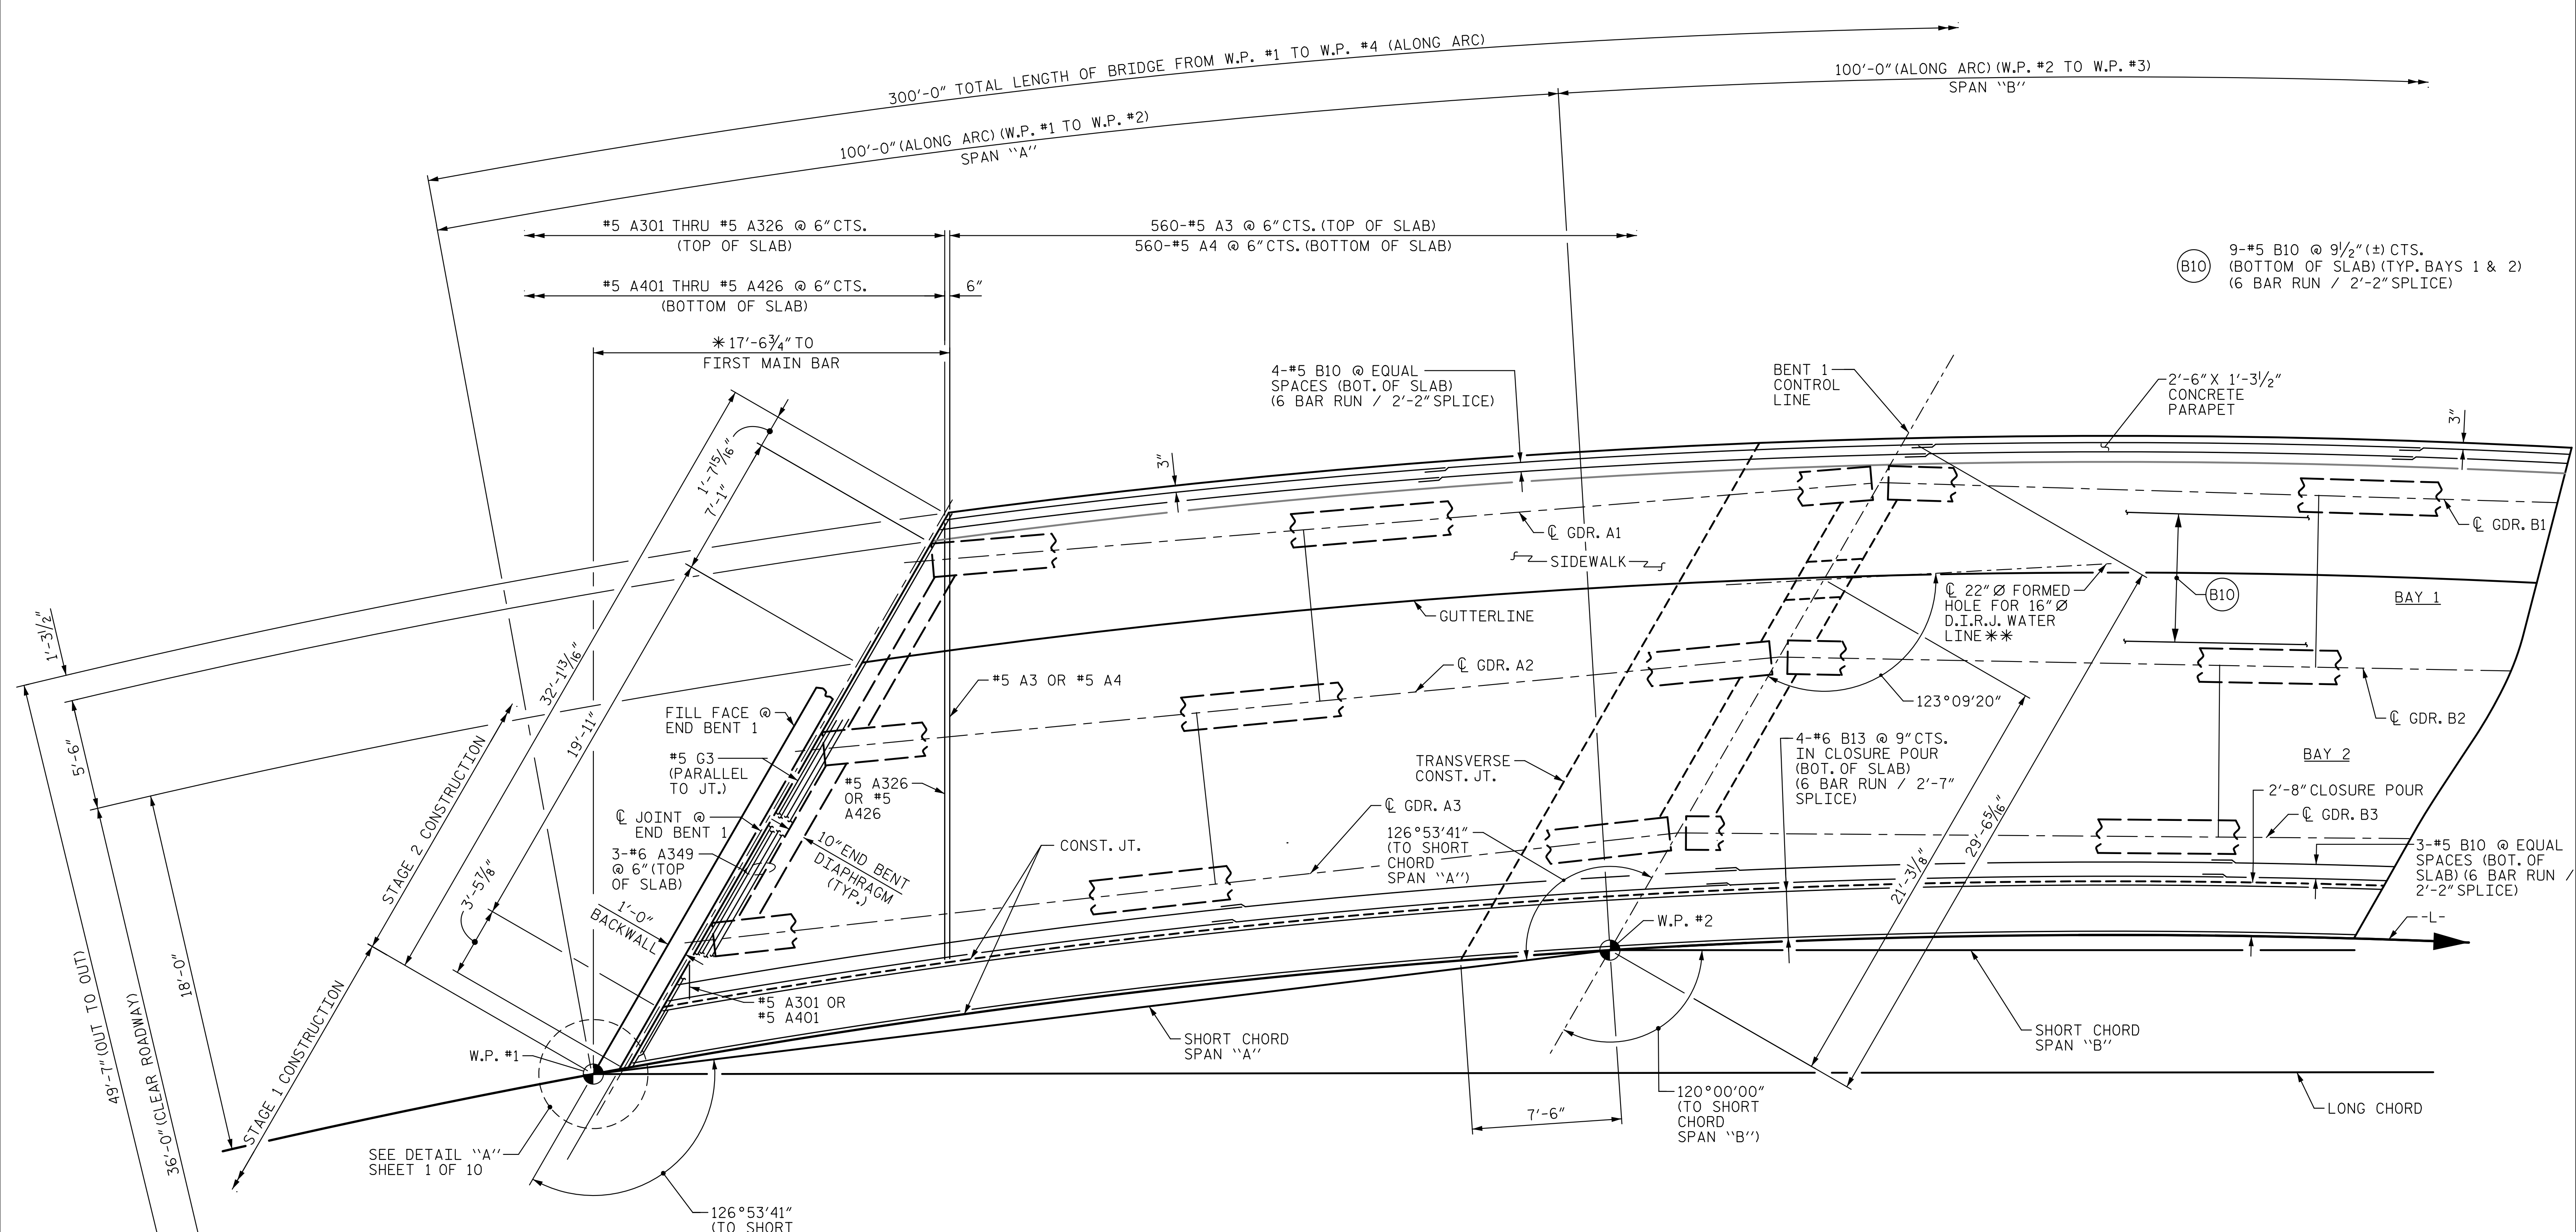 300'-0" TOTAL LENGTH OF BRIDGE FROM W.P. #1 TO W.P. #4 (ALONG ARC)
100'-0" (ALONG ARC) (W.P. #2 TO W.P. #3)
SPAN "B"
100'-0" (ALONG ARC) (W.P. #1 TO W.P. #2)
SPAN "A"
#5 A301 THRU #5 A326 @ 6" CTS.
(TOP OF SLAB)
560-#5 A3 @ 6" CTS. (TOP OF SLAB)
560-#5 A4 @ 6" CTS. (BOTTOM OF SLAB)
B10
9-#5 B10 @ 9½" (±) CTS.
(BOTTOM OF SLAB) (TYP. BAYS 1 & 2)
(6 BAR RUN / 2'-2" SPLICE)
#5 A401 THRU #5 A426 @ 6" CTS.
(BOTTOM OF SLAB)
6"
* 17'-6¾" TO
FIRST MAIN BAR
4-#5 B10 @ EQUAL
SPACES (BOT. OF SLAB)
(6 BAR RUN / 2'-2" SPLICE)
BENT 1
CONTROL
LINE
2'-6" X 1'-3½"
CONCRETE
PARAPET
3"
3"
1'-7 15/16"
7'-1"
℄ GDR. A1
SIDEWALK
℄ GDR. B1
GUTTERLINE
℄ 22" Ø FORMED
HOLE FOR 16" Ø
D.I.R.J. WATER
LINE **
B10
BAY 1
1'-3½"
32'-1 13/16"
19'-11"
#5 A3 OR #5 A4
℄ GDR. A2
123°09'20"
℄ GDR. B2
FILL FACE @
END BENT 1
#5 G3
(PARALLEL
TO JT.)
#5 A326
OR #5
A426
TRANSVERSE
CONST. JT.
4-#6 B13 @ 9" CTS.
IN CLOSURE POUR
(BOT. OF SLAB)
(6 BAR RUN / 2'-7"
SPLICE)
BAY 2
2'-8" CLOSURE POUR
℄ GDR. B3
5'-6"
STAGE 2 CONSTRUCTION
℄ JOINT @
END BENT 1
3-#6 A349
@ 6" (TOP
OF SLAB)
10" END BENT
DIAPHRAGM
(TYP.)
CONST. JT.
℄ GDR. A3
126°53'41"
(TO SHORT
CHORD
SPAN "A")
21'-3⅛"
29'-6 5/16"
3-#5 B10 @ EQUAL
SPACES (BOT. OF
SLAB) (6 BAR RUN /
2'-2" SPLICE)
3'-5⅞"
1'-0"
BACKWALL
W.P. #2
-L-
18'-0"
49'-7" (OUT TO OUT)
36'-0" (CLEAR ROADWAY)
STAGE 1 CONSTRUCTION
#5 A301 OR
#5 A401
W.P. #1
SHORT CHORD
SPAN "A"
SHORT CHORD
SPAN "B"
7'-6"
120°00'00"
(TO SHORT
CHORD
SPAN "B")
LONG CHORD
SEE DETAIL "A"
SHEET 1 OF 10
126°53'41"
(TO SHORT